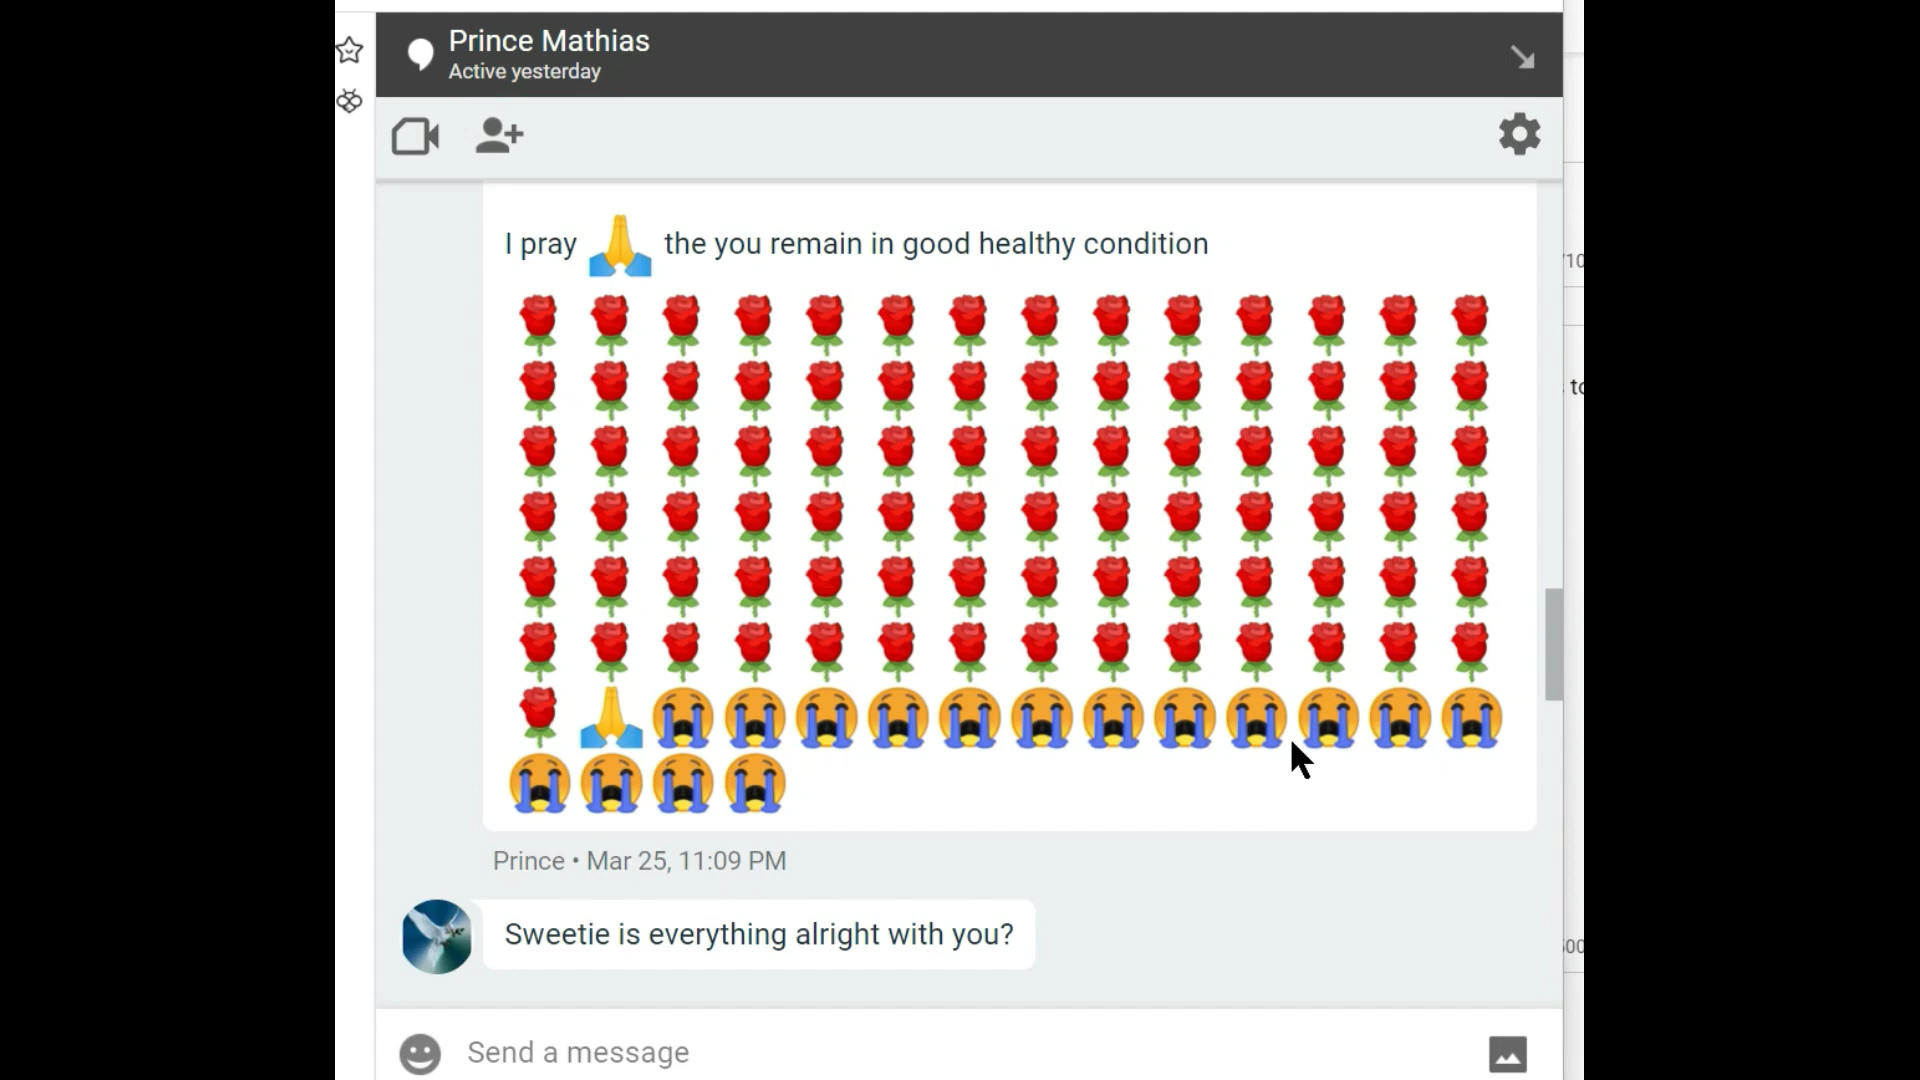 Prince Mathias
Active yesterday
I pray 🙏 the you remain in good healthy condition
🌹🌹🌹🌹🌹🌹🌹🌹🌹🌹🌹🌹🌹🌹
🌹🌹🌹🌹🌹🌹🌹🌹🌹🌹🌹🌹🌹🌹
🌹🌹🌹🌹🌹🌹🌹🌹🌹🌹🌹🌹🌹🌹
🌹🌹🌹🌹🌹🌹🌹🌹🌹🌹🌹🌹🌹🌹
🌹🌹🌹🌹🌹🌹🌹🌹🌹🌹🌹🌹🌹🌹
🌹🌹🌹🌹🌹🌹🌹🌹🌹🌹🌹🌹🌹🌹
🌹🙏😭😭😭😭😭😭😭😭😭😭😭😭
😭😭😭😭
Prince • Mar 25, 11:09 PM
Sweetie is everything alright with you?
Send a message